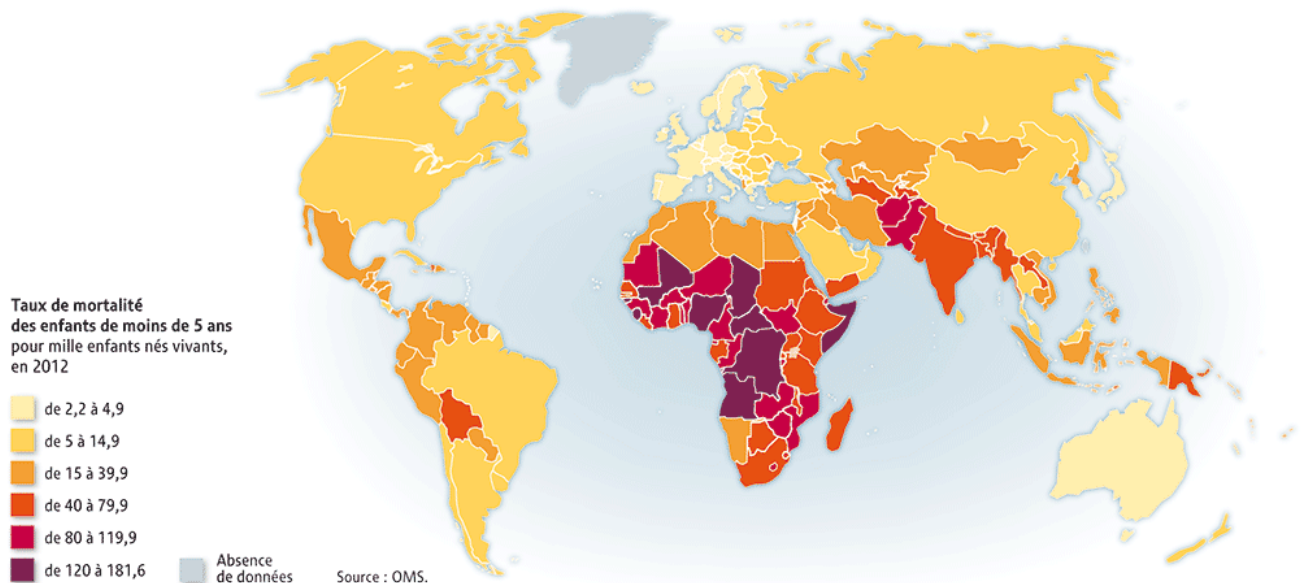 Taux de mortalité
des enfants de moins de 5 ans
pour mille enfants nés vivants,
en 2012
de 2,2 à 4,9
de 5 à 14,9
de 15 à 39,9
de 40 à 79,9
de 80 à 119,9
de 120 à 181,6
Absence
de données
Source : OMS.